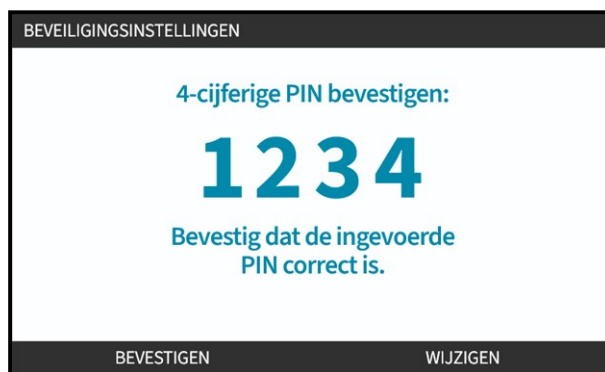 BEVEILIGINGSINSTELLINGEN
4-cijferige PIN bevestigen:
1234
Bevestig dat de ingevoerde
PIN correct is.
BEVESTIGEN WIJZIGEN